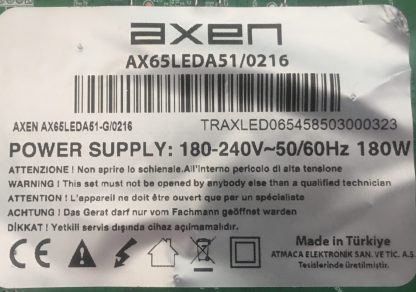 axen
AX65LEDA51/0216
AXEN AX65LEDA51-G/0216
TRAXLED065458503000323
POWER SUPPLY: 180-240V~50/60Hz 180W
ATTENZIONE ! Non aprire lo schienale.All'interno pericolo di alta tensione
WARNING ! This set must not be opened by anybody else than a qualified technician
ATTENTION ! L'appareil ne doit être ouvert que par un spécialiste
ACHTUNG ! Das Gerat darf nur vom Fachmann geöffnet warden
DİKKAT ! Yetkili servis dışında cihaz açılmamalıdır.
CE
Made in Türkiye
ATMACA ELEKTRONİK SAN. VE TİC. A.Ş.
Tesislerinde üretilmiştir.